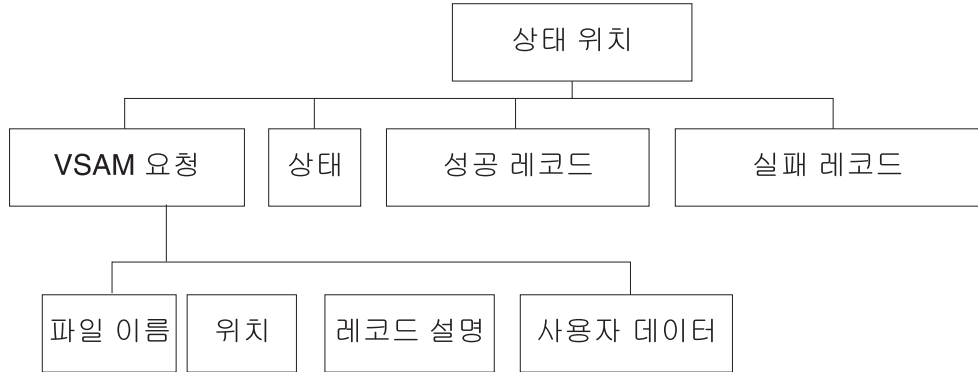 상태 위치
VSAM 요청
상태
성공 레코드
실패 레코드
파일 이름
위치
레코드 설명
사용자 데이터